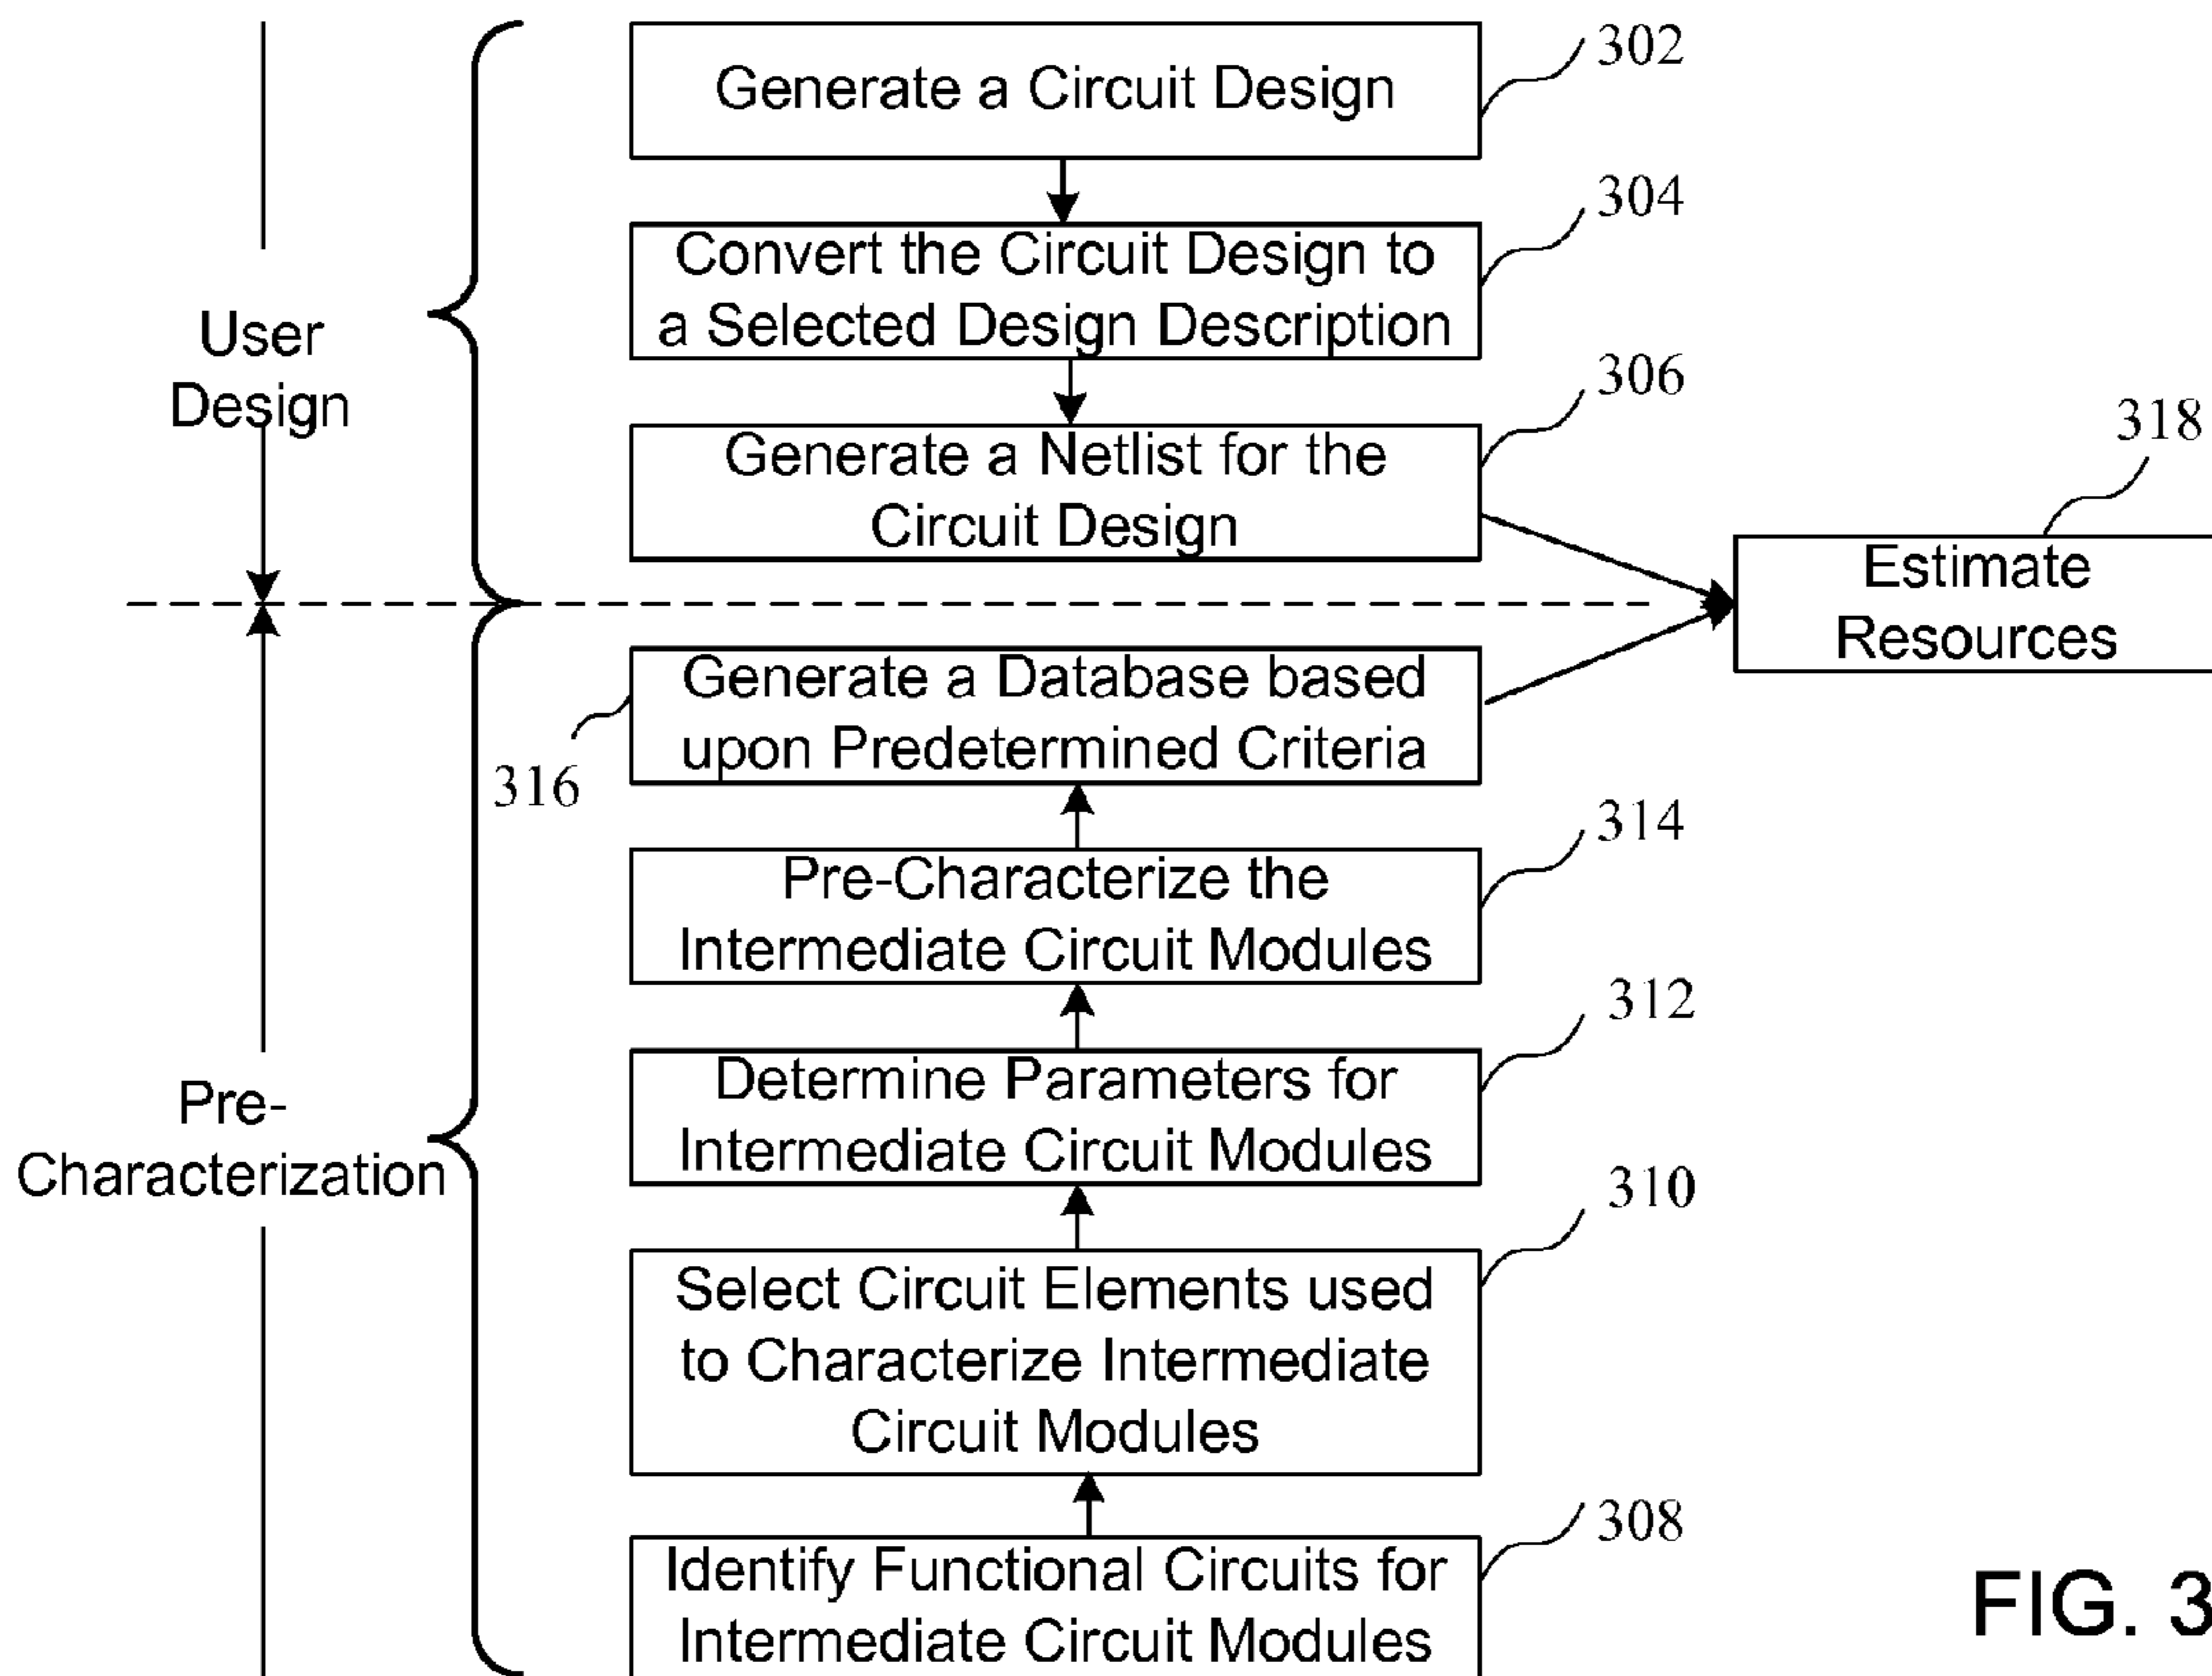 302
Generate a Circuit Design
304
Convert the Circuit Design to
a Selected Design Description
User
Design
306
Generate a Netlist for the
Circuit Design
318
Estimate
Resources
Generate a Database based
upon Predetermined Criteria
316
314
Pre-Characterize the
Intermediate Circuit Modules
312
Determine Parameters for
Intermediate Circuit Modules
Pre-
Characterization
310
Select Circuit Elements used
to Characterize Intermediate
Circuit Modules
308
Identify Functional Circuits for
Intermediate Circuit Modules
FIG. 3